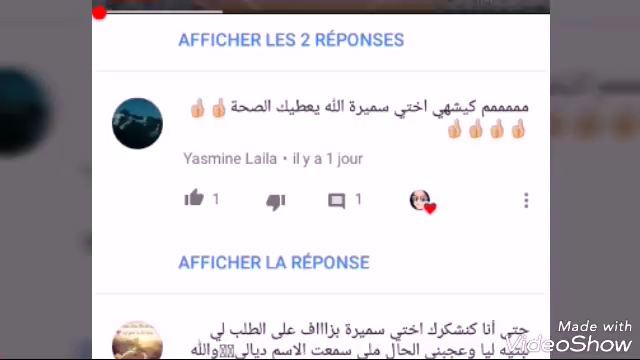 AFFICHER LES 2 RÉPONSES
مممممم كيشهي اختي سميرة الله يعطيك الصحة👍🏻👍🏻
👍🏻👍🏻👍🏻👍🏻
Yasmine Laila • il y a 1 jour
1
1
AFFICHER LA RÉPONSE
حتى أنا كنشكرك اختي سميرة بزاااف على الطلب لي
ليا وعجبني الحال ملي سمعت الاسم ديالي والله
Made with
VideoShow